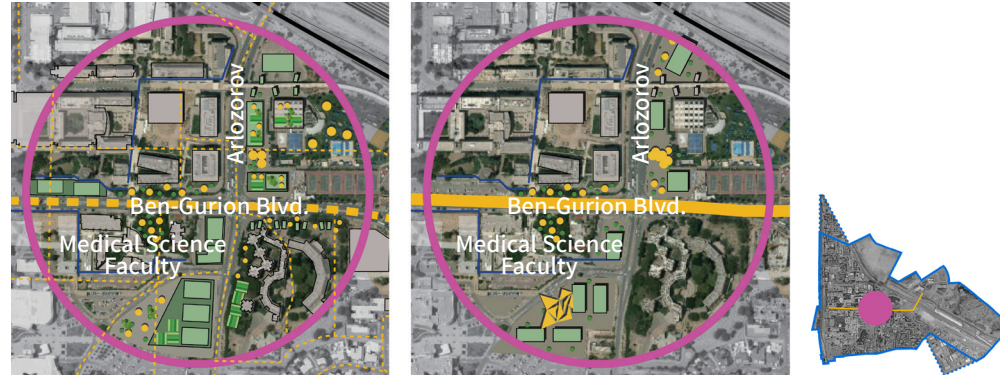 Arlozorov
Ben-Gurion Blvd.
Medical Science
Faculty
Arlozorov
Ben-Gurion Blvd.
Medical Science
Faculty